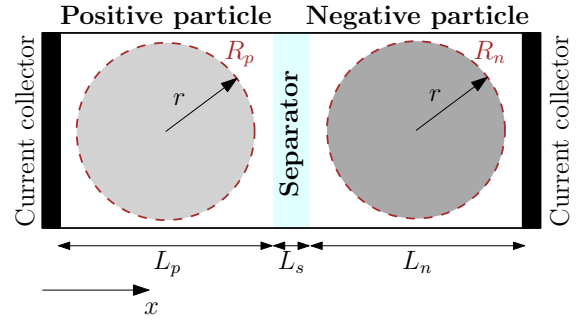 Positive particle
Negative particle
Current collector
R_p
r
Separator
R_n
r
Current collector
L_p
L_s
L_n
x